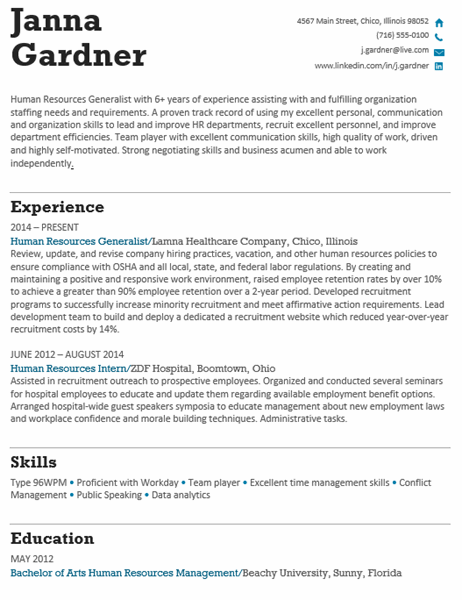 Janna
Gardner
4567 Main Street, Chico, Illinois 98052
(716) 555-0100
j.gardner@live.com
www.linkedin.com/in/j.gardner
Human Resources Generalist with 6+ years of experience assisting with and fulfilling organization
staffing needs and requirements. A proven track record of using my excellent personal, communication
and organization skills to lead and improve HR departments, recruit excellent personnel, and improve
department efficiencies. Team player with excellent communication skills, high quality of work, driven
and highly self-motivated. Strong negotiating skills and business acumen and able to work
independently.
Experience
2014 – PRESENT
Human Resources Generalist/Lamna Healthcare Company, Chico, Illinois
Review, update, and revise company hiring practices, vacation, and other human resources policies to
ensure compliance with OSHA and all local, state, and federal labor regulations. By creating and
maintaining a positive and responsive work environment, raised employee retention rates by over 10%
to achieve a greater than 90% employee retention over a 2-year period. Developed recruitment
programs to successfully increase minority recruitment and meet affirmative action requirements. Lead
development team to build and deploy a dedicated a recruitment website which reduced year-over-year
recruitment costs by 14%.
JUNE 2012 – AUGUST 2014
Human Resources Intern/ZDF Hospital, Boomtown, Ohio
Assisted in recruitment outreach to prospective employees. Organized and conducted several seminars
for hospital employees to educate and update them regarding available employment benefit options.
Arranged hospital-wide guest speakers symposia to educate management about new employment laws
and workplace confidence and morale building techniques. Administrative tasks.
Skills
Type 96WPM • Proficient with Workday • Team player • Excellent time management skills • Conflict
Management • Public Speaking • Data analytics
Education
MAY 2012
Bachelor of Arts Human Resources Management/Beachy University, Sunny, Florida